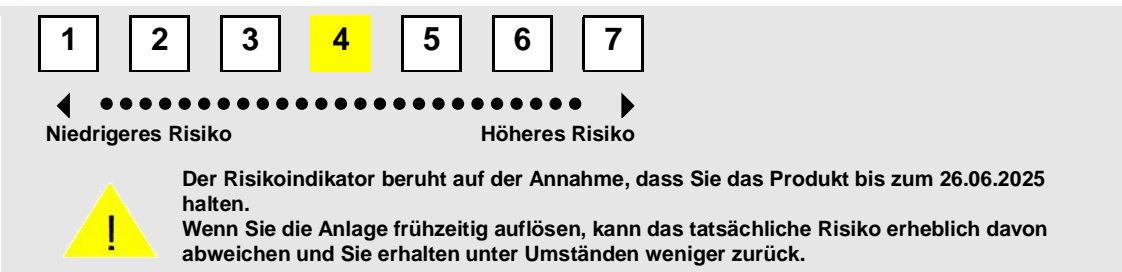 1 2 3 4 5 6 7
Niedrigeres Risiko Höheres Risiko
! Der Risikoindikator beruht auf der Annahme, dass Sie das Produkt bis zum 26.06.2025
halten.
Wenn Sie die Anlage frühzeitig auflösen, kann das tatsächliche Risiko erheblich davon
abweichen und Sie erhalten unter Umständen weniger zurück.